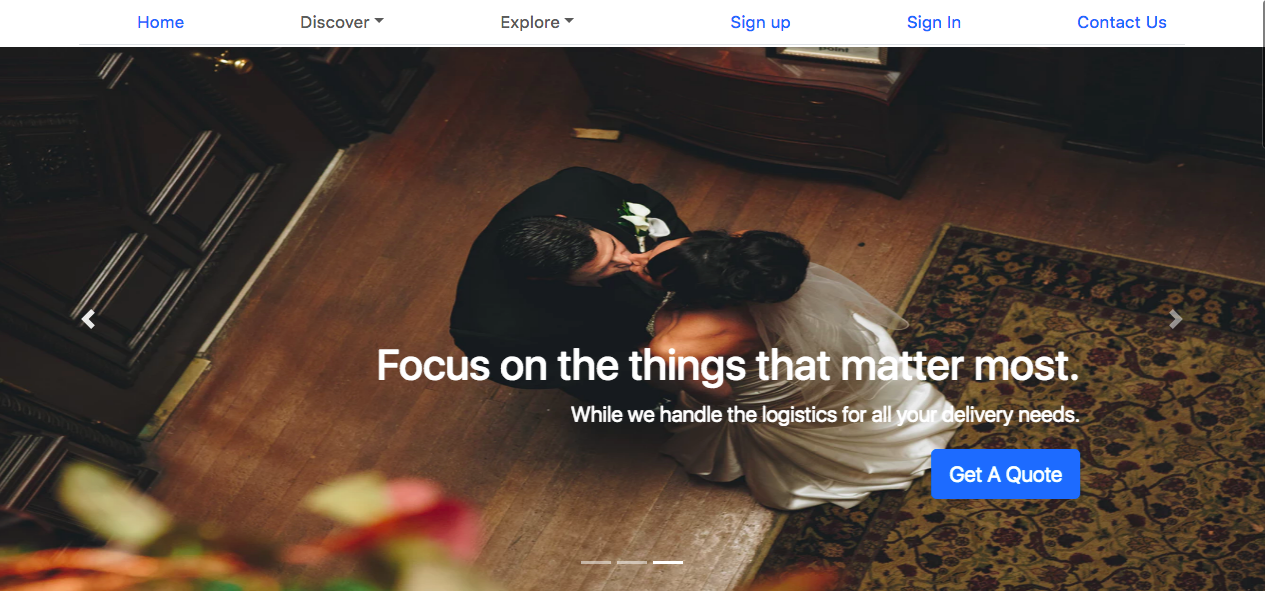 Home Discover Explore Sign up Sign In Contact Us
Focus on the things that matter most.
While we handle the logistics for all your delivery needs.
Get A Quote